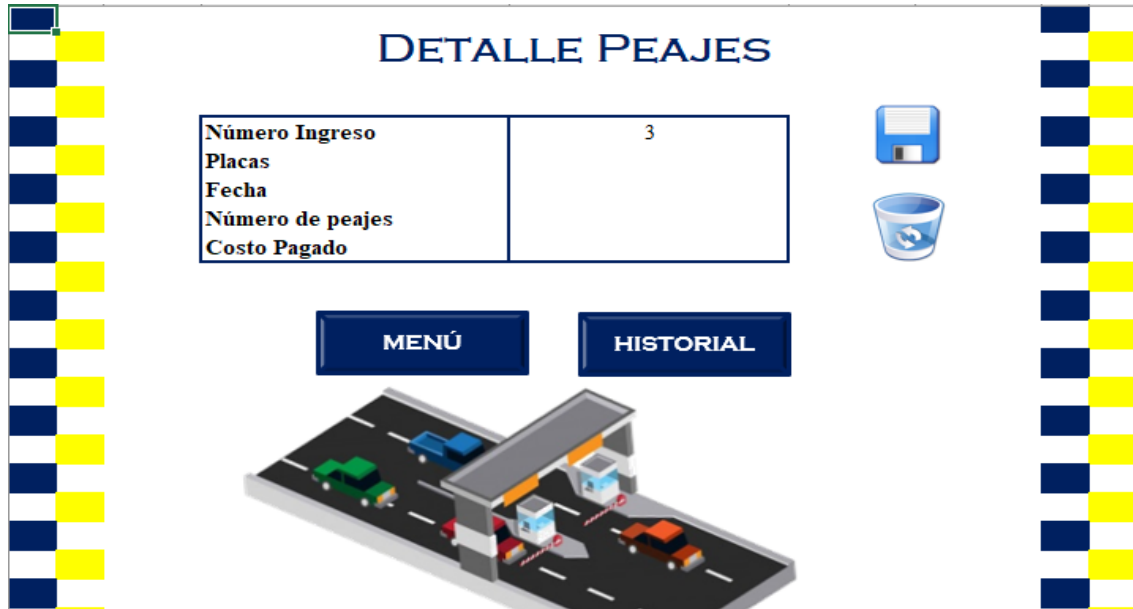 DETALLE PEAJES
Número Ingreso 3
Placas
Fecha
Número de peajes
Costo Pagado
MENÚ HISTORIAL